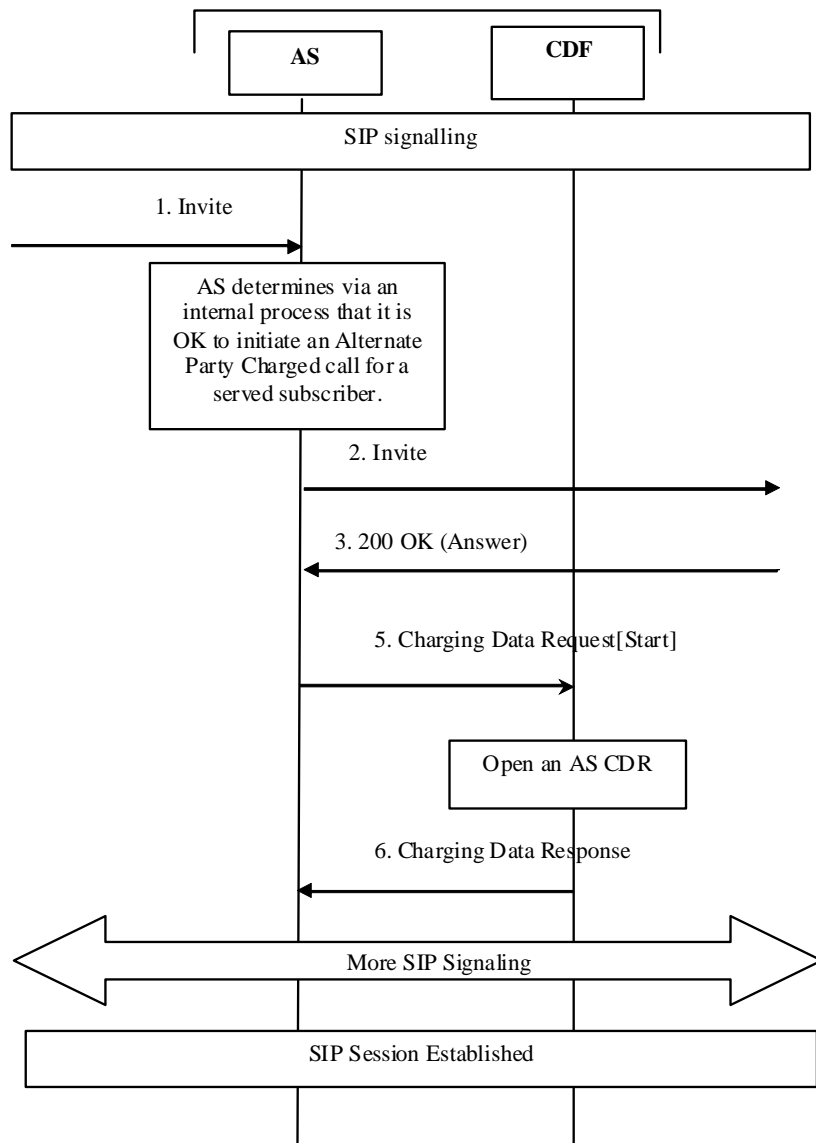 AS
CDF
SIP signalling
1. Invite
AS determines via an
internal process that it is
OK to initiate an Alternate
Party Charged call for a
served subscriber.
2. Invite
3. 200 OK (Answer)
5. Charging Data Request[Start]
Open an AS CDR
6. Charging Data Response
More SIP Signaling
SIP Session Established